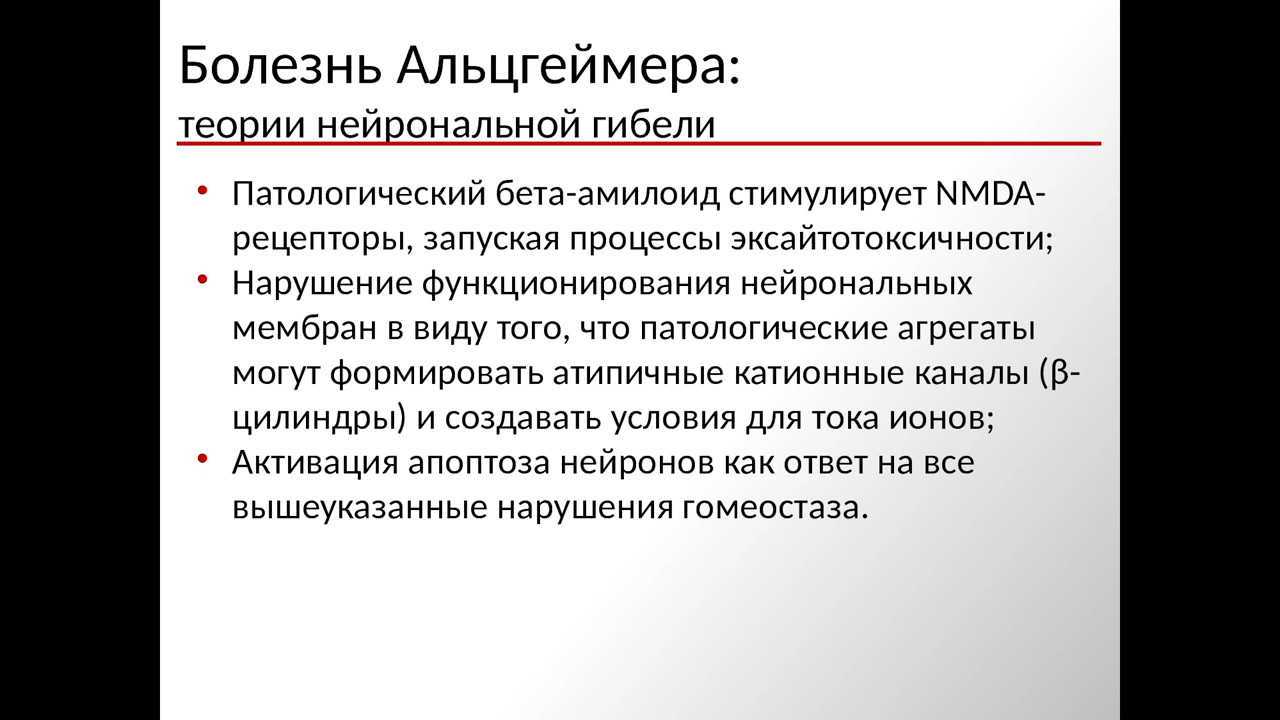 Болезнь Альцгеймера:
теории нейрональной гибели
• Патологический бета-амилоид стимулирует NMDA-
рецепторы, запуская процессы эксайтотоксичности;
• Нарушение функционирования нейрональных
мембран в виду того, что патологические агрегаты
могут формировать атипичные катионные каналы (β-
цилиндры) и создавать условия для тока ионов;
• Активация апоптоза нейронов как ответ на все
вышеуказанные нарушения гомеостаза.